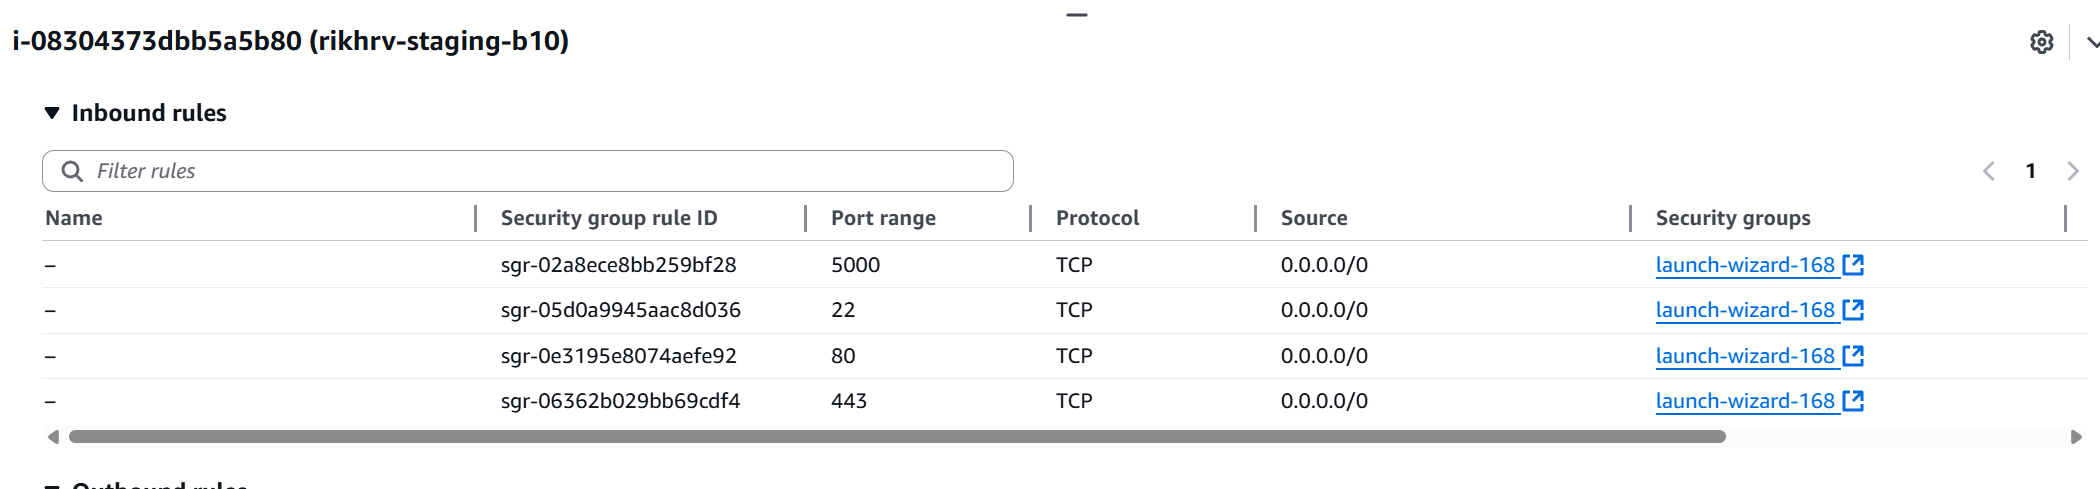 i-08304373dbb5a5b80 (rikhrv-staging-b10)
Inbound rules
Filter rules
1
Name Security group rule ID Port range Protocol Source Security groups
– sgr-02a8ece8bb259bf28 5000 TCP 0.0.0.0/0 launch-wizard-168
– sgr-05d0a9945aac8d036 22 TCP 0.0.0.0/0 launch-wizard-168
– sgr-0e3195e8074aefe92 80 TCP 0.0.0.0/0 launch-wizard-168
– sgr-06362b029bb69cdf4 443 TCP 0.0.0.0/0 launch-wizard-168
Outbound rules